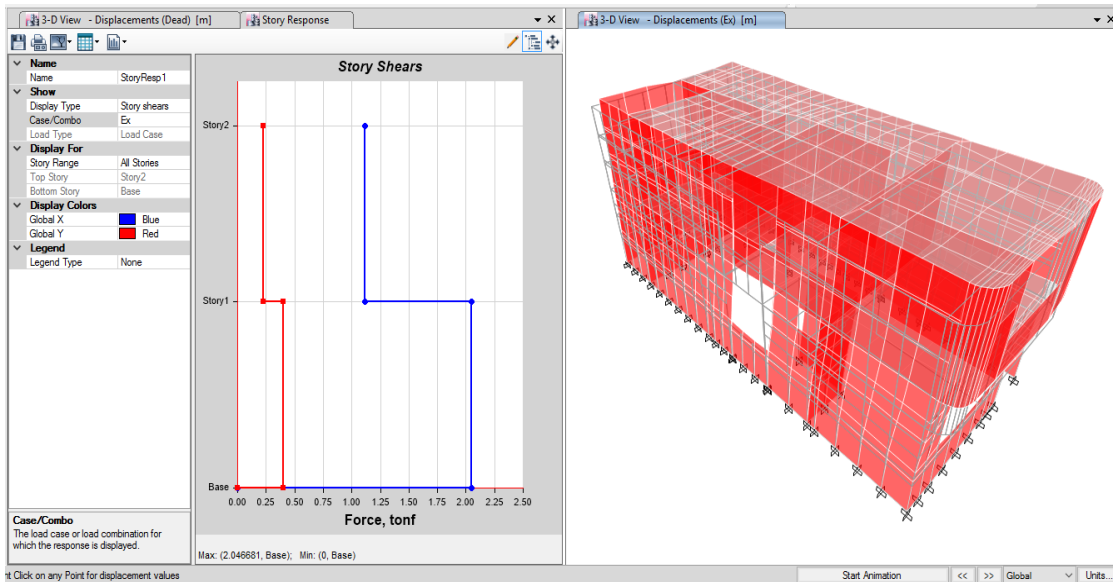 3-D View - Displacements (Dead) [m]
Story Response
Name
Name StoryResp1
Show
Display Type Story shears
Case/Combo Ex
Load Type Load Case
Display For
Story Range All Stories
Top Story Story2
Bottom Story Base
Display Colors
Global X Blue
Global Y Red
Legend
Legend Type None
Case/Combo
The load case or load combination for
which the response is displayed.
Story Shears
Story2
Story1
Base
0.00 0.25 0.50 0.75 1.00 1.25 1.50 1.75 2.00 2.25 2.50
Force, tonf
Max: (2.046681, Base); Min: (0, Base)
3-D View - Displacements (Ex) [m]
nt Click on any Point for displacement values
Start Animation << >> Global Units...